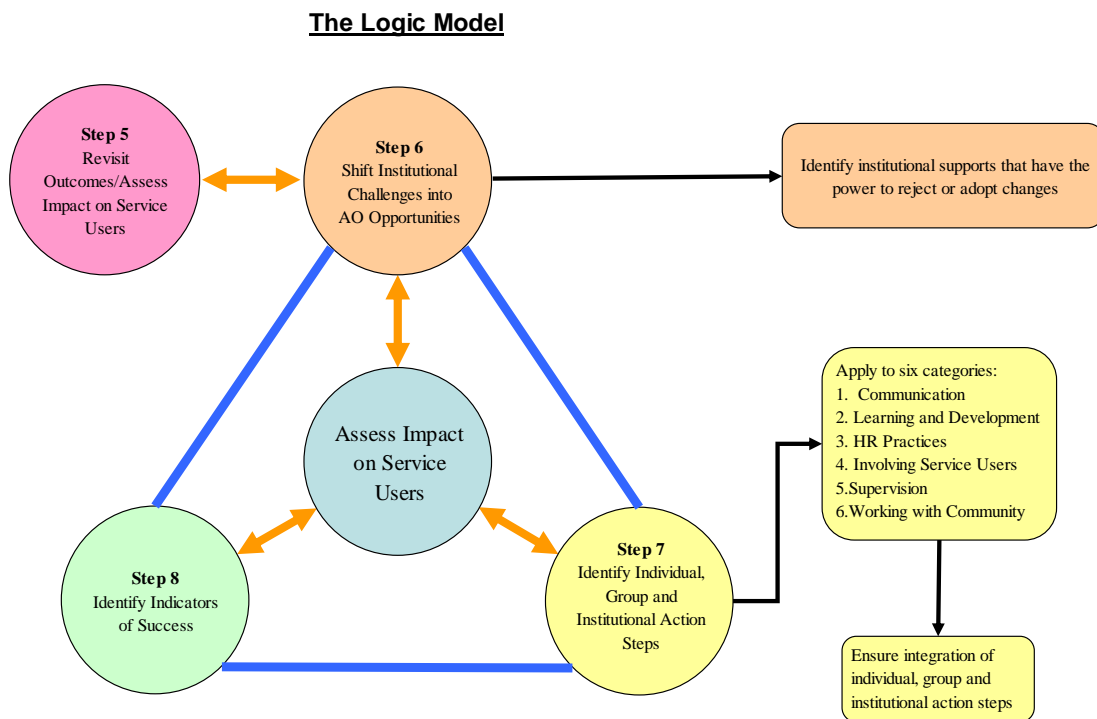 The Logic Model
Step 5
Revisit
Outcomes/Assess
Impact on Service
Users
Step 6
Shift Institutional
Challenges into
AO Opportunities
Identify institutional supports that have the
power to reject or adopt changes
Assess Impact
on Service
Users
Apply to six categories:
1.  Communication
2. Learning and Development
3. HR Practices
4. Involving Service Users
5.Supervision
6.Working with Community
Step 8
Identify Indicators
of Success
Step 7
Identify Individual,
Group and
Institutional Action
Steps
Ensure integration of
individual, group and
institutional action steps